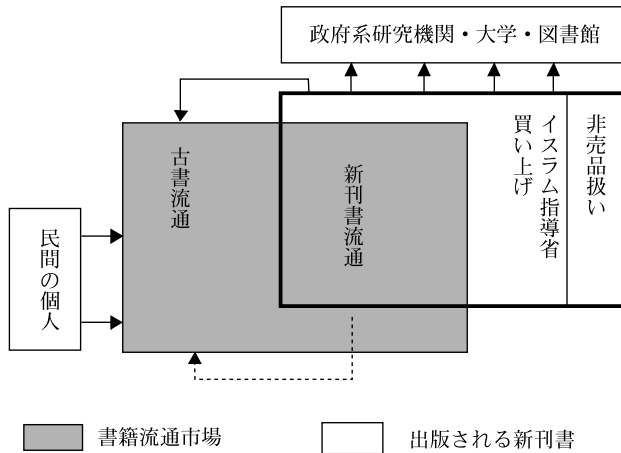 政府系研究機関・大学・図書館
非売品扱い
イスラム指導省
買い上げ
新刊書流通
古書流通
民間の個人
書籍流通市場
出版される新刊書